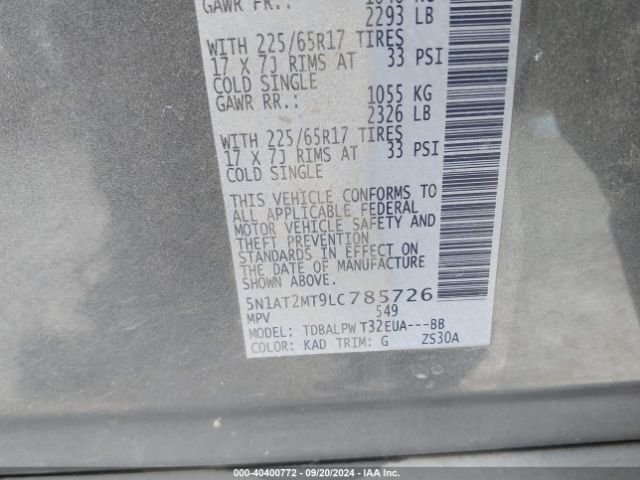 GAWR FR.:
2293 LB
WITH 225/65R17 TIRES
17 X 7J RIMS AT 33 PSI
COLD SINGLE
GAWR RR.: 1055 KG
2326 LB
WITH 225/65R17 TIRES
17 X 7J RIMS AT 33 PSI
COLD SINGLE
THIS VEHICLE CONFORMS TO
ALL APPLICABLE FEDERAL
MOTOR VEHICLE SAFETY AND
THEFT PREVENTION
STANDARDS IN EFFECT ON
THE DATE OF MANUFACTURE
SHOWN ABOVE.
5N1AT2MT9LC785726
MPV 549
MODEL: TDBALPW T32EUA---BB
COLOR: KAD TRIM: G ZS30A
000-40400772 - 09/20/2024 - IAAI.COM